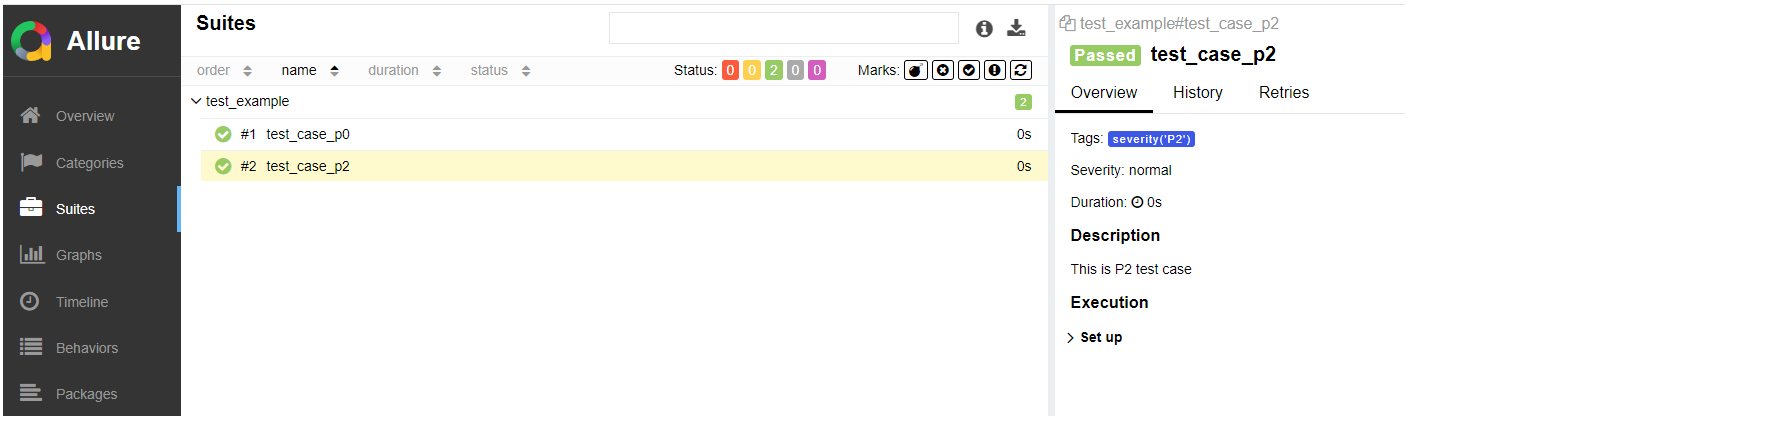 Allure
Overview
Categories
Suites
Graphs
Timeline
Behaviors
Packages
Suites
order name duration status Status: 0 0 2 0 0 Marks:
test_example 2
#1 test_case_p0 0s
#2 test_case_p2 0s
test_example#test_case_p2
Passed test_case_p2
Overview History Retries
Tags: severity('P2')
Severity: normal
Duration: 0s
Description
This is P2 test case
Execution
Set up